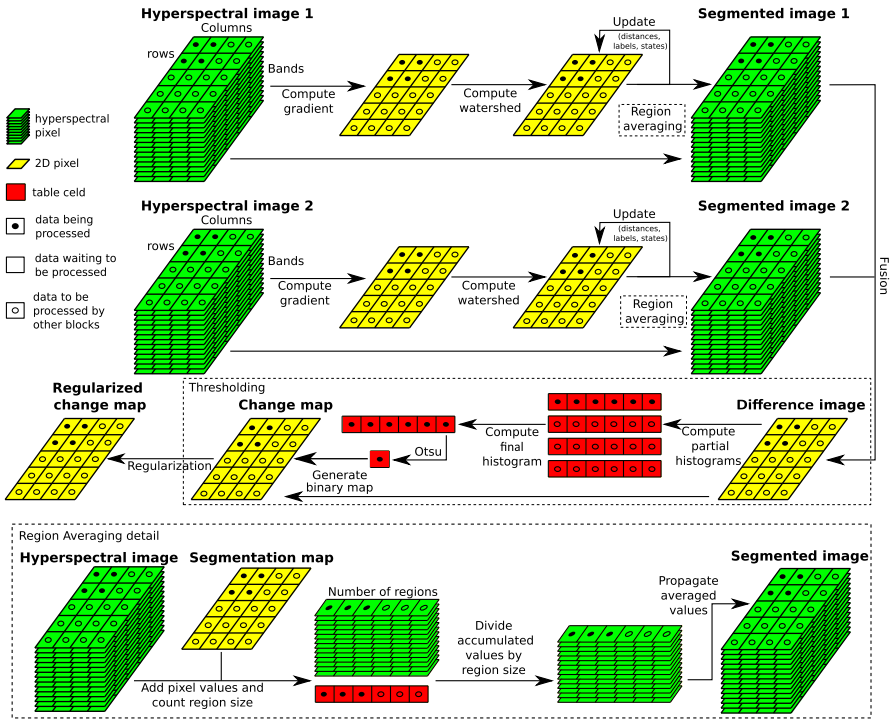 Hyperspectral image 1
Columns
rows
Bands
Compute
gradient
Compute
watershed
Update
(distances,
labels, states)
Region
averaging
Segmented image 1
hyperspectral
pixel
2D pixel
table celd
data being
processed
data waiting to
be processed
data to be
processed by
other blocks
Hyperspectral image 2
Columns
rows
Bands
Compute
gradient
Compute
watershed
Update
(distances,
labels, states)
Region
averaging
Segmented image 2
Fusion
Regularized
change map
Regularization
Thresholding
Change map
Otsu
Generate
binary map
Compute
final
histogram
Compute
partial
histograms
Difference image
Region Averaging detail
Hyperspectral image
Segmentation map
Add pixel values and
count region size
Number of regions
Divide
accumulated
values by
region size
Propagate
averaged
values
Segmented image